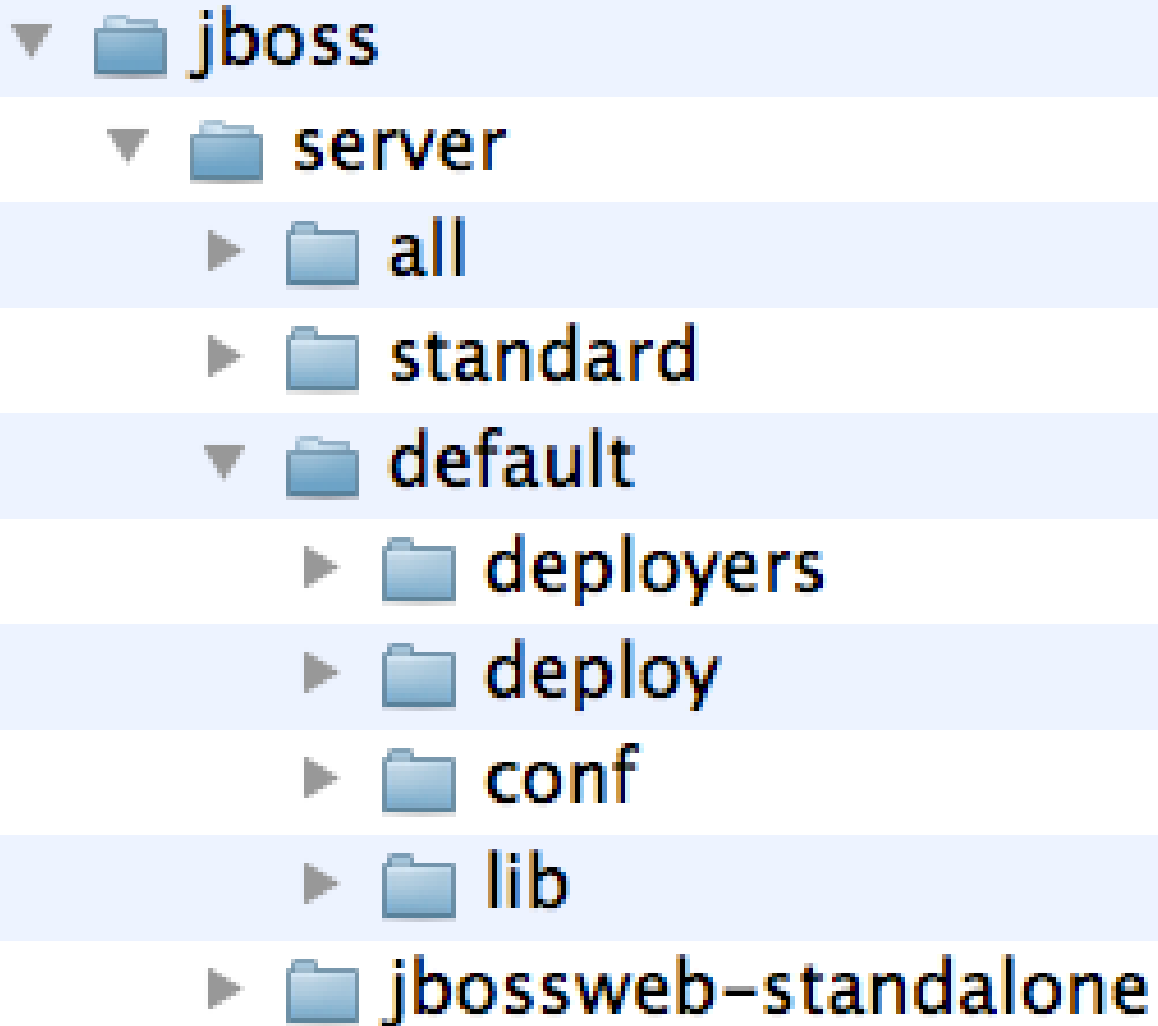 jboss
server
all
standard
default
deployers
deploy
conf
lib
jbossweb-standalone